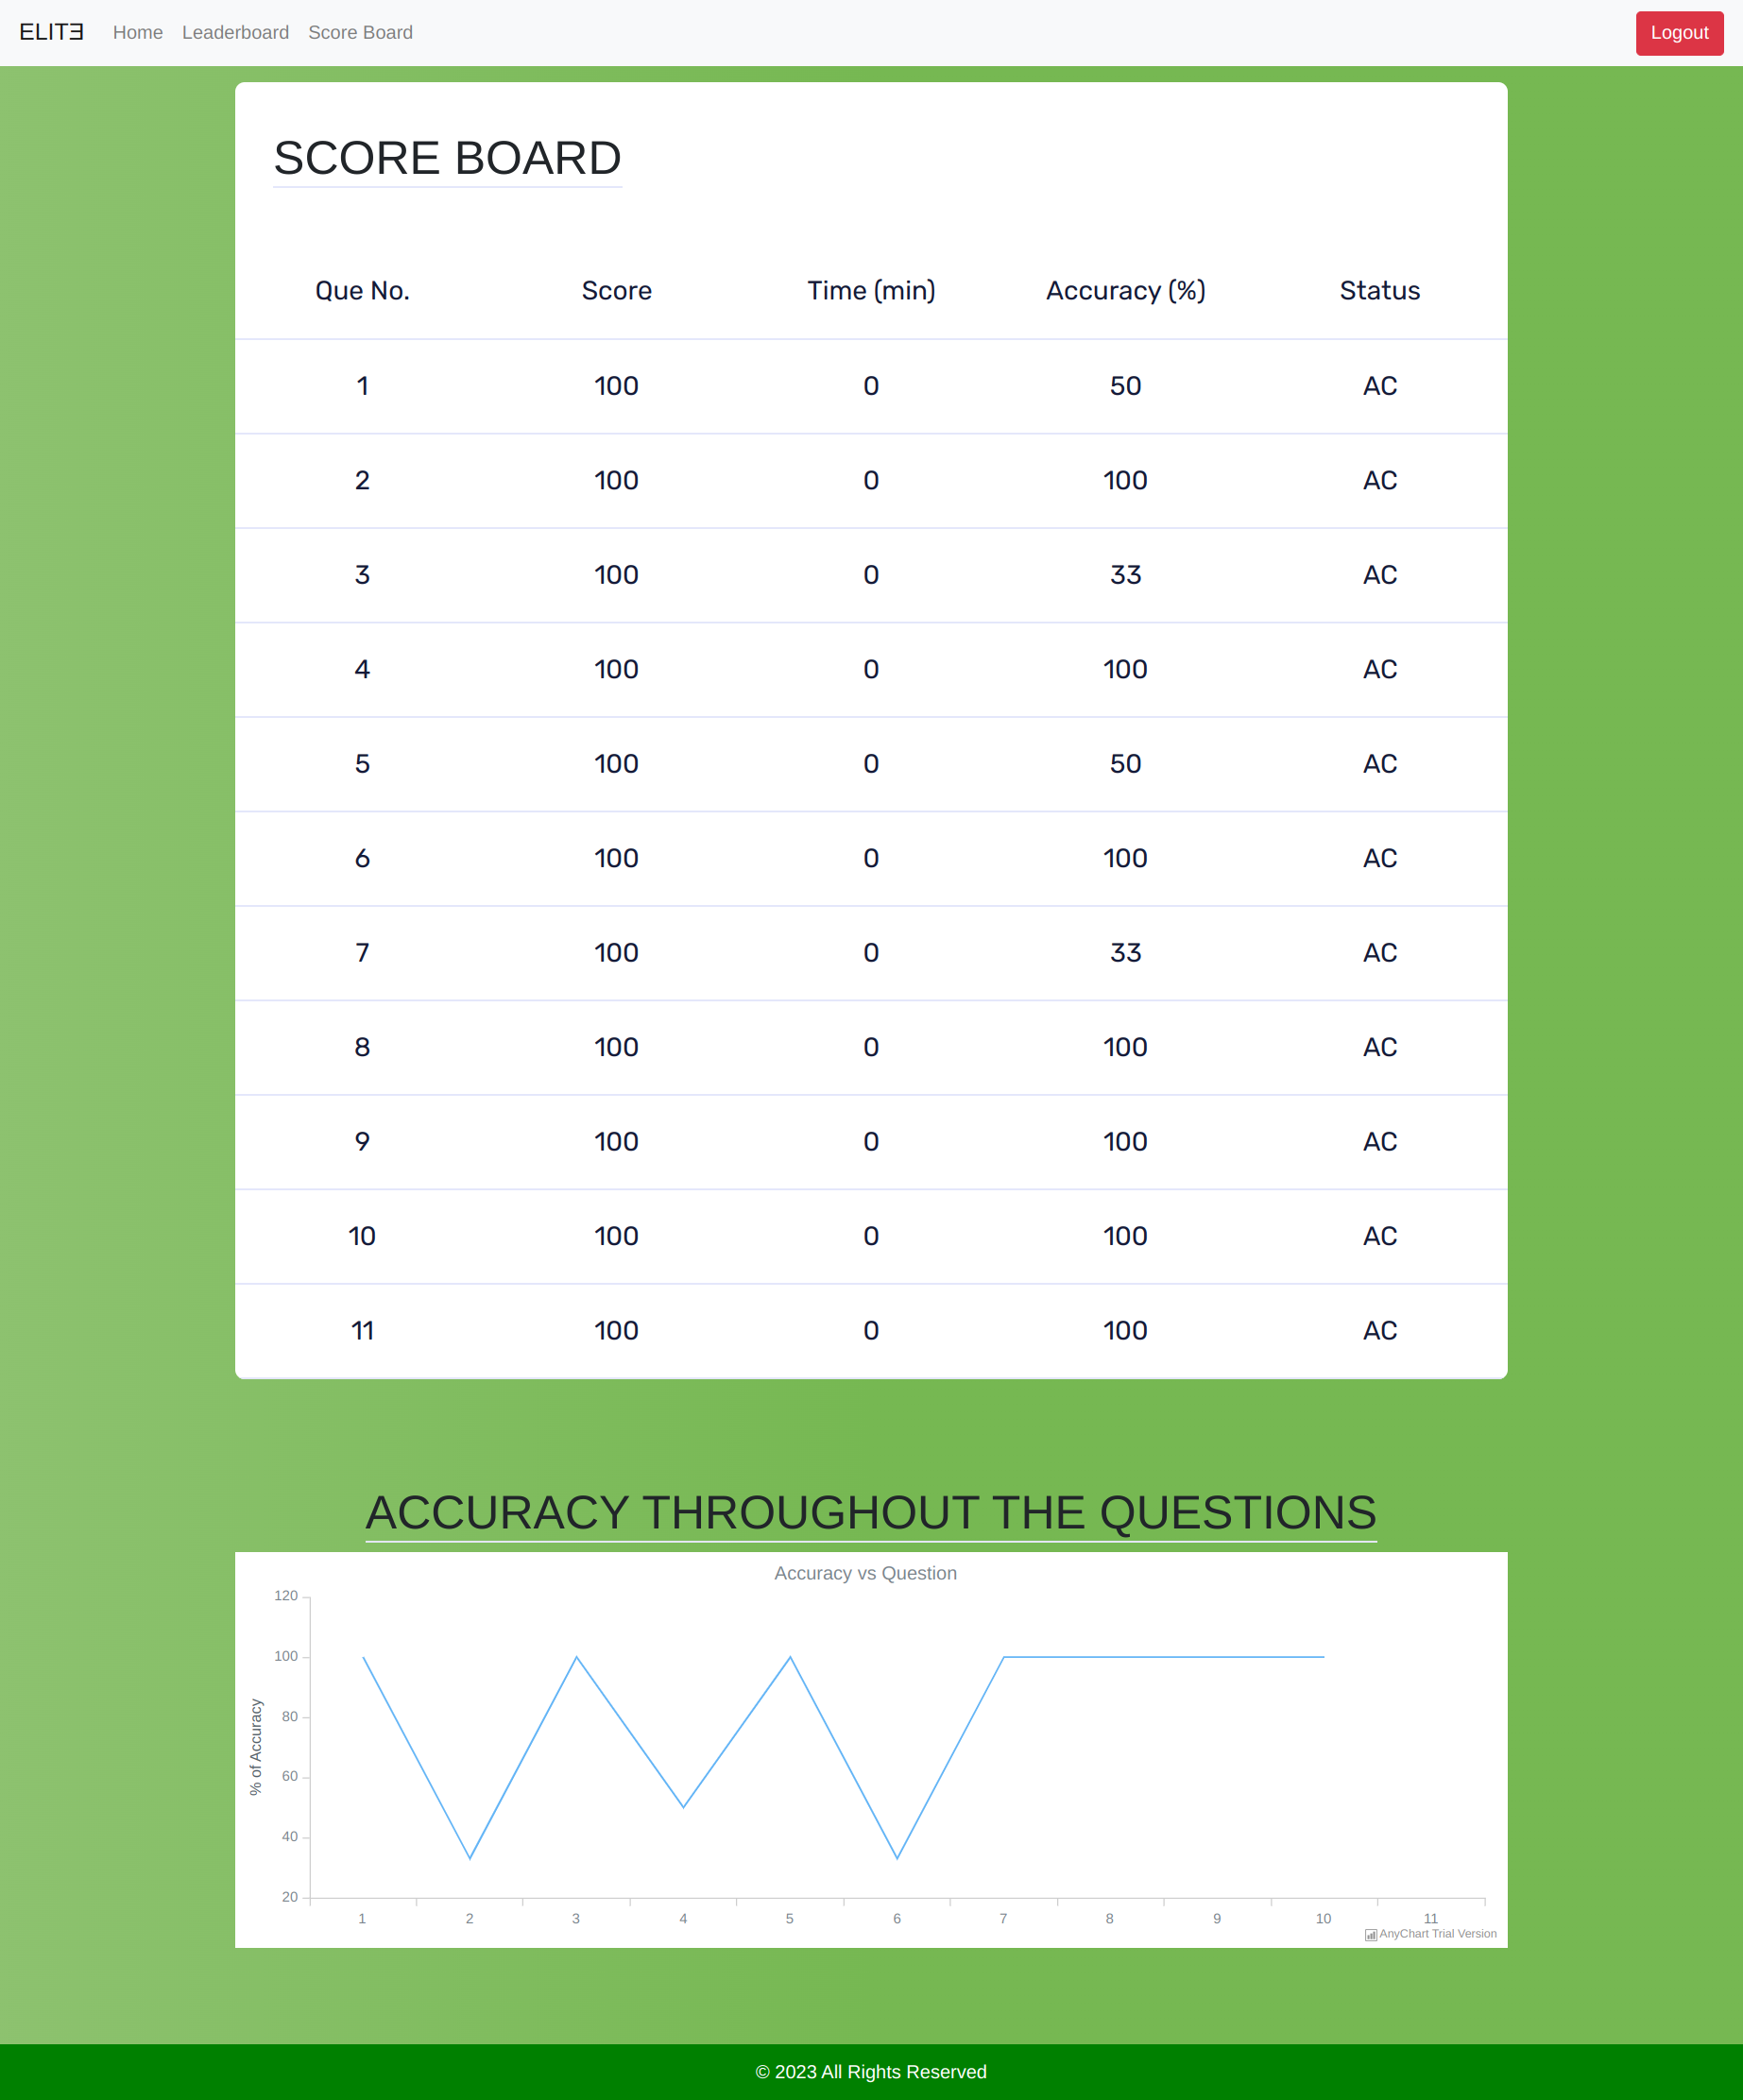 ELITƎ Home Leaderboard Score Board Logout
SCORE BOARD
Que No. Score Time (min) Accuracy (%) Status
1 100 0 50 AC
2 100 0 100 AC
3 100 0 33 AC
4 100 0 100 AC
5 100 0 50 AC
6 100 0 100 AC
7 100 0 33 AC
8 100 0 100 AC
9 100 0 100 AC
10 100 0 100 AC
11 100 0 100 AC
ACCURACY THROUGHOUT THE QUESTIONS
Accuracy vs Question
% of Accuracy
120
100
80
60
40
20
1 2 3 4 5 6 7 8 9 10 11
AnyChart Trial Version
© 2023 All Rights Reserved